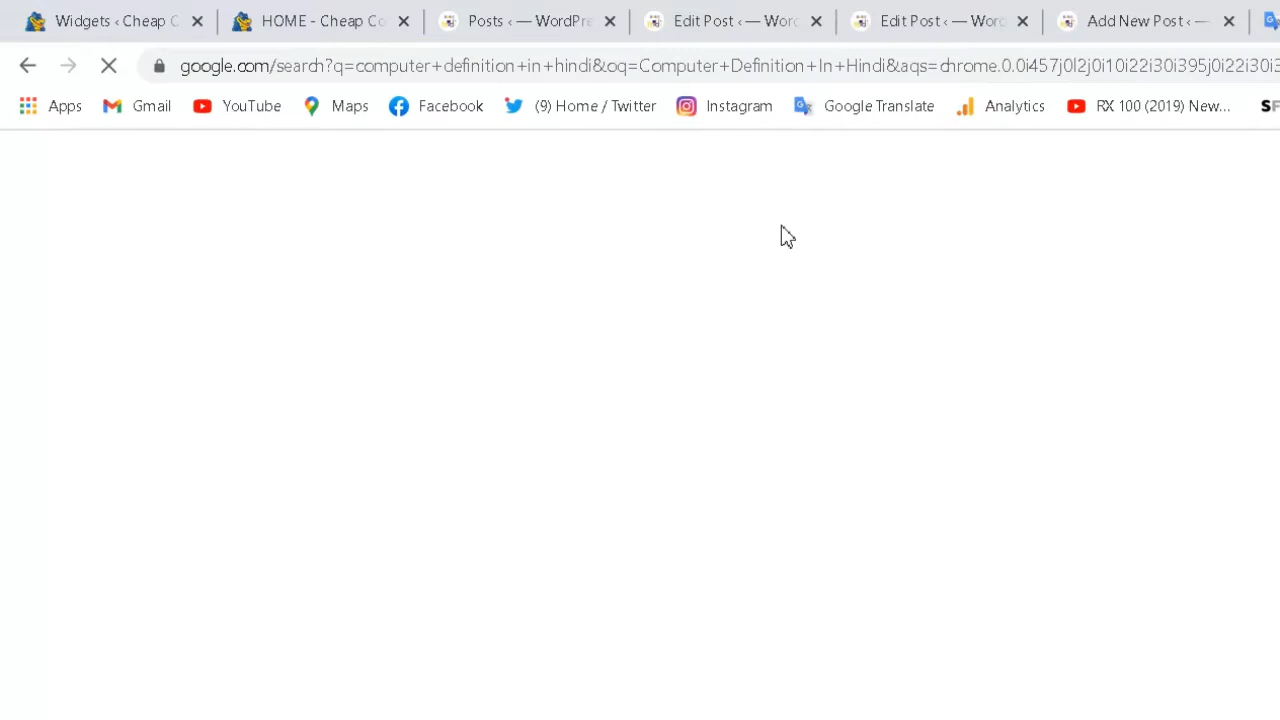 Widgets ‹ Cheap C
HOME - Cheap Co
Posts ‹ — WordPre
Edit Post ‹ — Word
Edit Post ‹ — Word
Add New Post ‹ —
google.com/search?q=computer+definition+in+hindi&oq=Computer+Definition+In+Hindi&aqs=chrome.0.0i457j0l2j0i10i22i30i395j0i22i30i3
Apps
Gmail
YouTube
Maps
Facebook
(9) Home / Twitter
Instagram
Google Translate
Analytics
RX 100 (2019) New...
SF